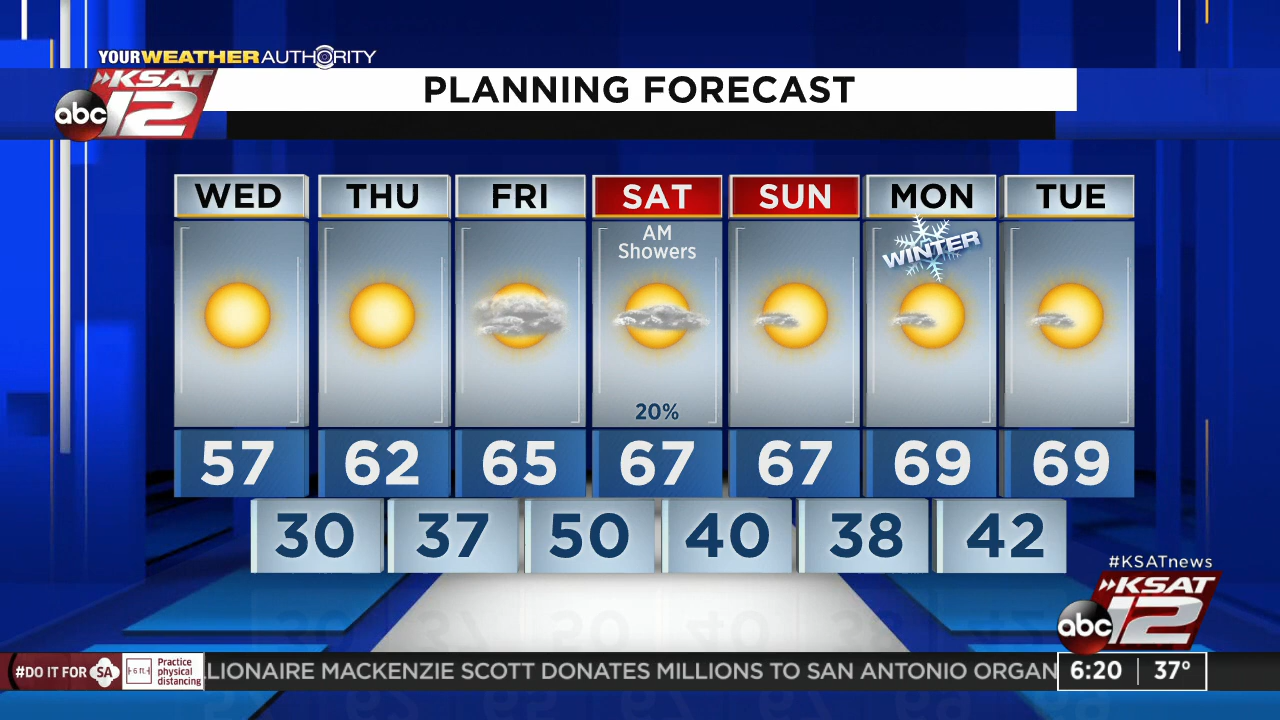 YOURWEATHERAUTHORITY
KSAT
abc 12
PLANNING FORECAST
WED THU FRI SAT SUN MON TUE
AM
Showers
WINTER
20%
57 62 65 67 67 69 69
30 37 50 40 38 42
#KSATnews
KSAT
abc 12
#DO IT FOR SA
6 ft.
Practice
physical
distancing
LIONAIRE MACKENZIE SCOTT DONATES MILLIONS TO SAN ANTONIO ORGAN
6:20 37°